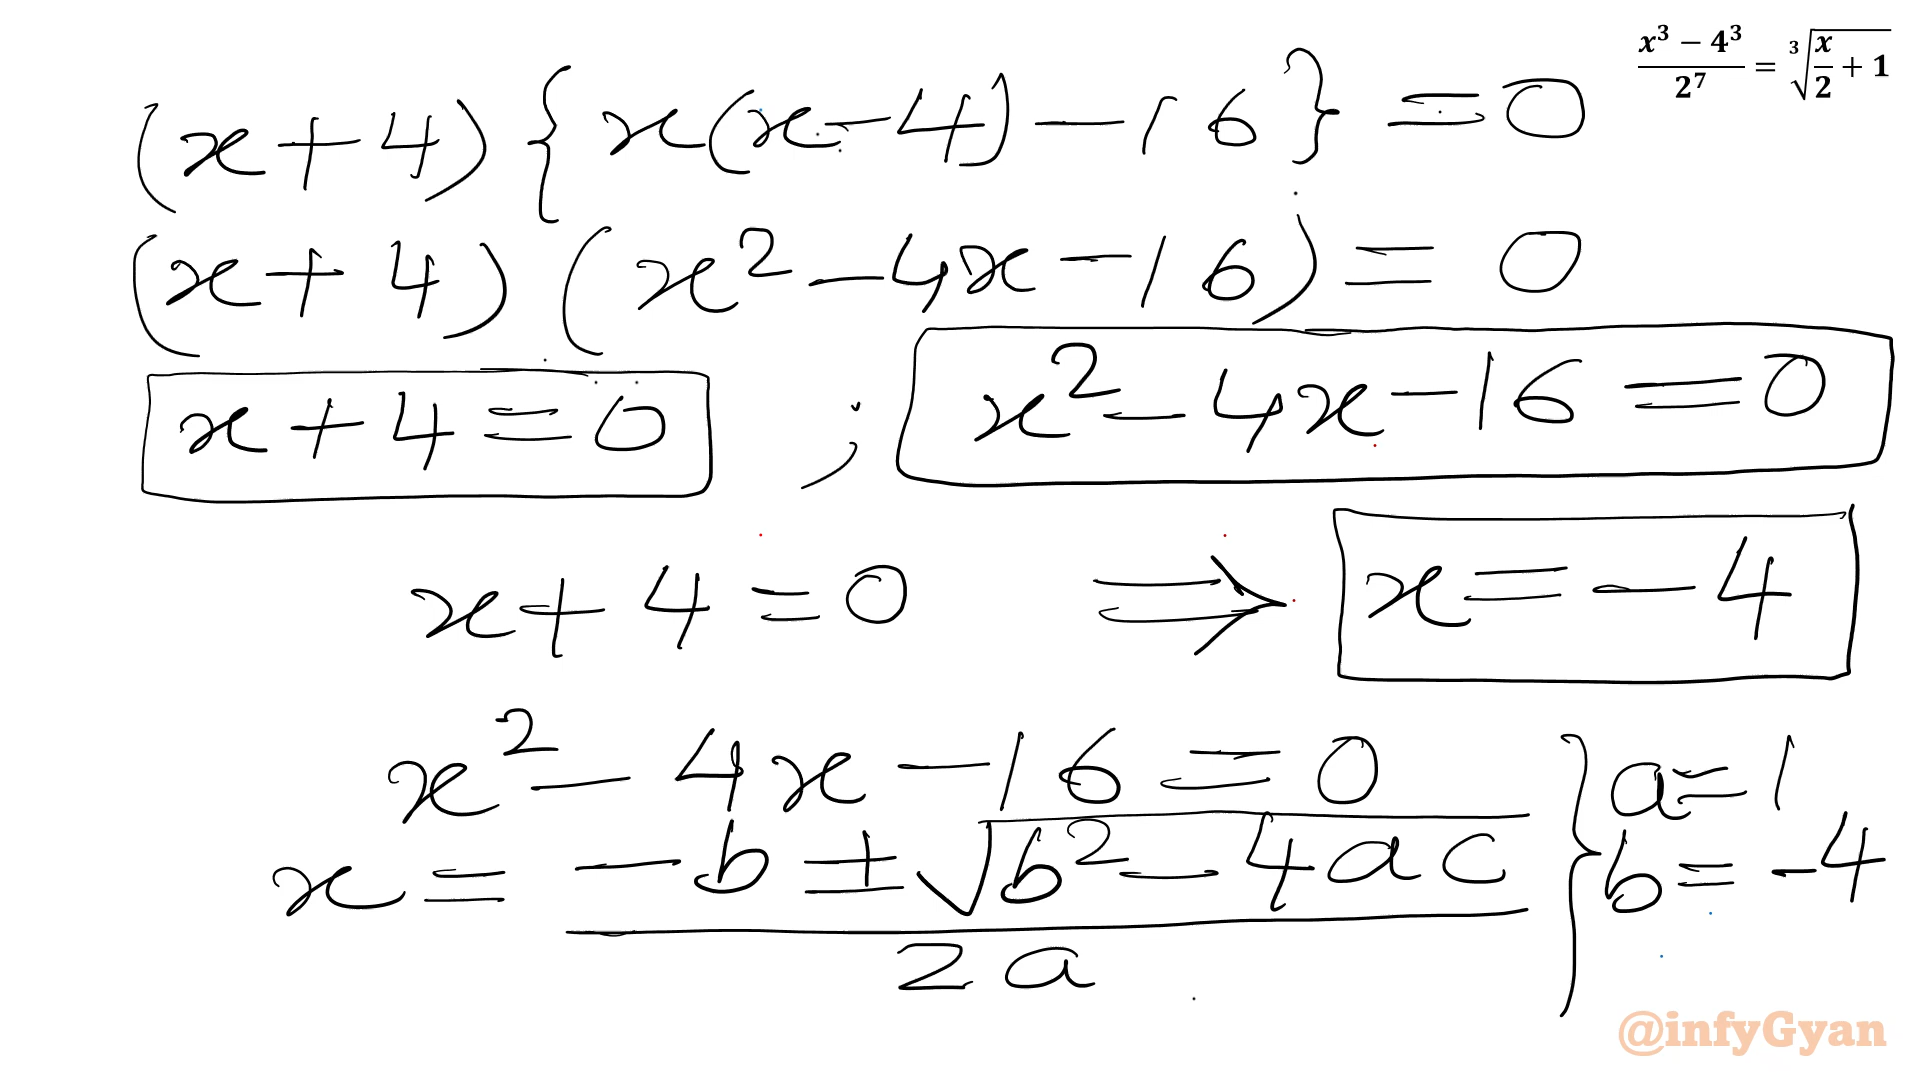 (x³ − 4³)/2⁷ = ∛(x/2 + 1)
(x+4){x(x-4)-16} = 0
(x+4)(x²-4x-16) = 0
x+4=0 ; x²-4x-16=0
x+4=0 ⇒ x=-4
x²-4x-16=0 } a=1
x = (-b±√(b²-4ac))/2a b=-4
@infyGyan